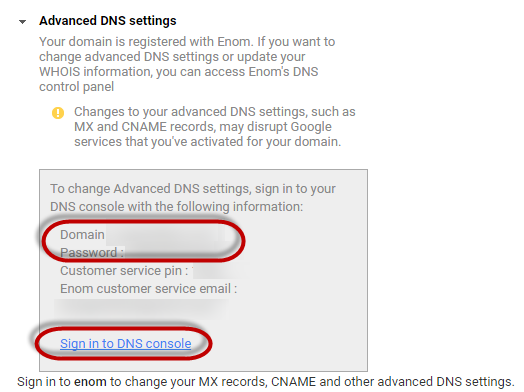 Advanced DNS settings
Your domain is registered with Enom. If you want to
change advanced DNS settings or update your
WHOIS information, you can access Enom's DNS
control panel
Changes to your advanced DNS settings, such as
MX and CNAME records, may disrupt Google
services that you've activated for your domain.
To change Advanced DNS settings, sign in to your
DNS console with the following information:
Domain
Password :
Customer service pin :
Enom customer service email :
Sign in to DNS console
Sign in to enom to change your MX records, CNAME and other advanced DNS settings.